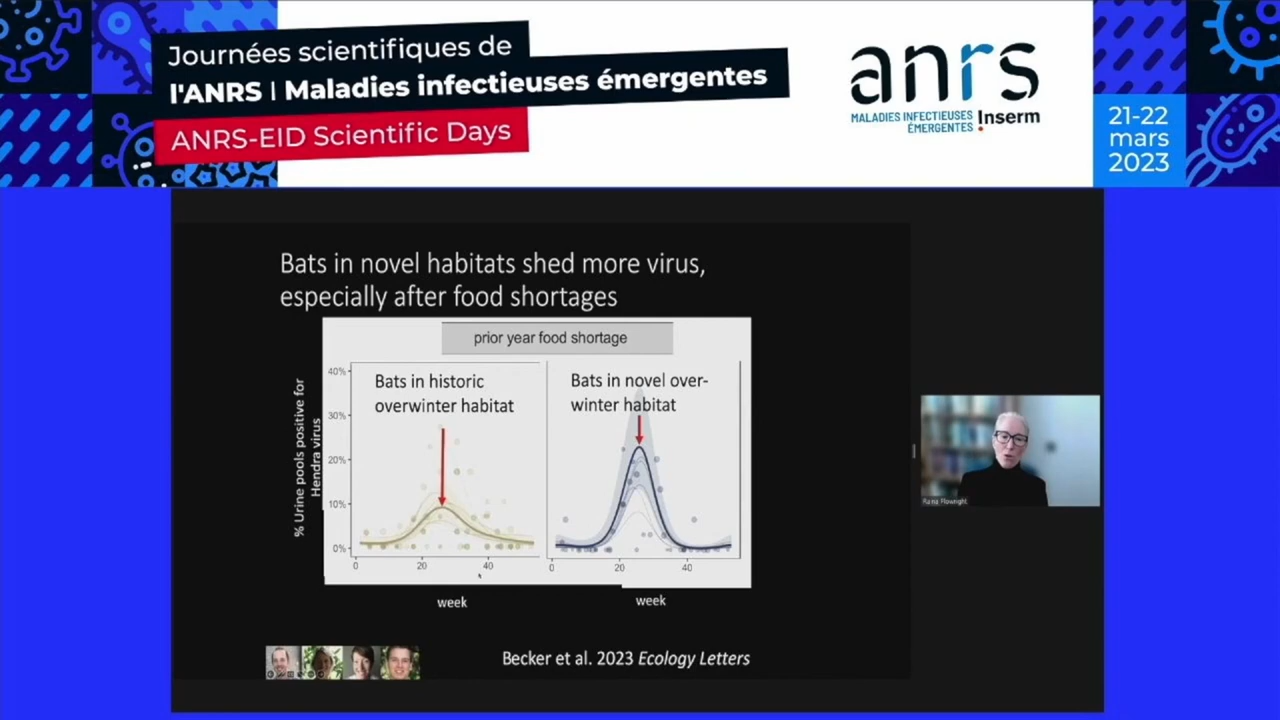 Journées scientifiques de
l'ANRS | Maladies infectieuses émergentes
ANRS-EID Scientific Days
anrs
MALADIES INFECTIEUSES
ÉMERGENTES
Inserm
21-22
mars
2023
Bats in novel habitats shed more virus,
especially after food shortages
prior year food shortage
% Urine pools positive for
Hendra virus
40%
30%
20%
10%
0%
Bats in historic
overwinter habitat
0 20 40
week
Bats in novel over-
winter habitat
0 20 40
week
Becker et al. 2023 Ecology Letters
Raina Plowright